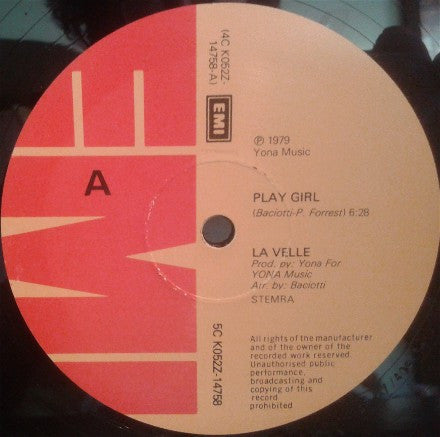 (4C K052Z-
14758-A)
EMI
A
℗ 1979
Yona Music
PLAY GIRL
(Baciotti-P. Forrest) 6:28
LA VELLE
Prod. py: Yona For
YONA Music
Arr. by: Baciotti
STEMRA
5C K052Z-14758
All rights of the manufacturer
and of the owner of the
recorded work reserved
Unauthorised public
performance,
broadcasting and
copying of this
record
prohibited